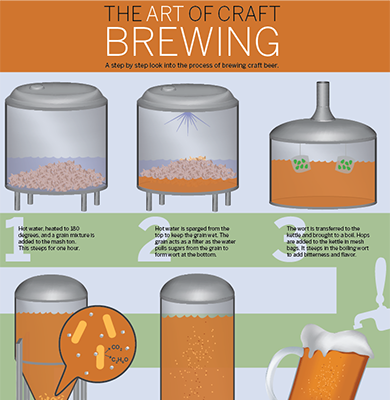 THE ART OF CRAFT
BREWING
A step by step look into the process of brewing craft beer.
1
Hot water, heated to 180
degrees, and a grain mixture is
added to the mash ton.
This steeps for one hour.
2
Hot water is sparged from the
top to keep the grain wet. The
grain acts as a filter as the water
pulls sugars from the grain to
form wort at the bottom.
3
The wort is transferred to the
kettle and brought to a boil. Hops
are added to the kettle in mesh
bags. It steeps in the boiling wort
to add bitterness and flavor.
CO₂
C₂H₆O